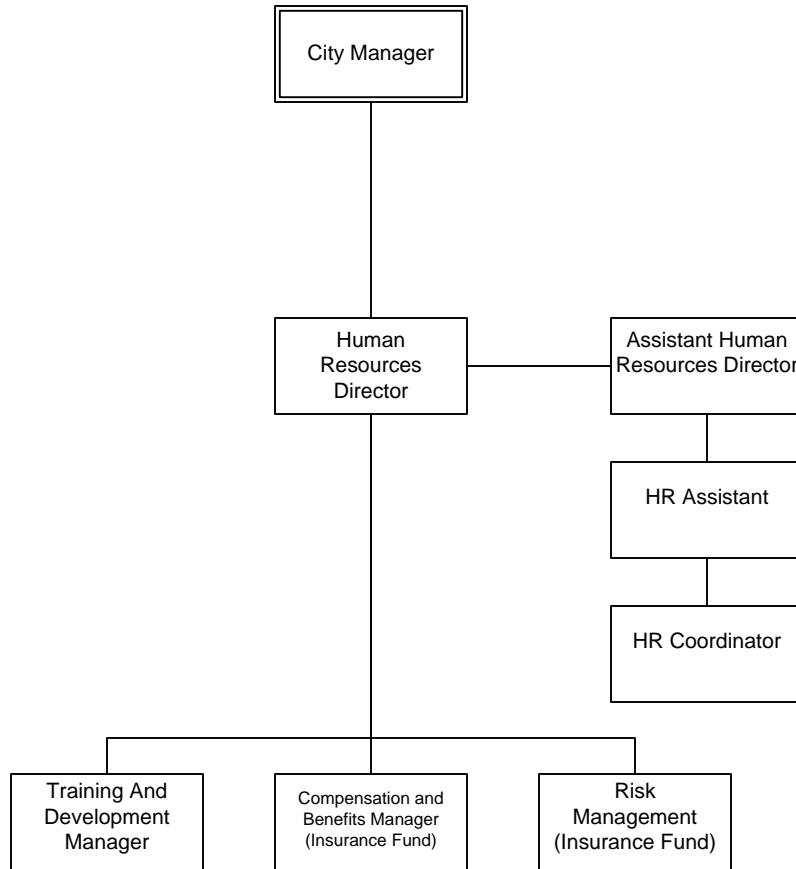 City Manager
Human
Resources
Director
Assistant Human
Resources Director
HR Assistant
HR Coordinator
Training And
Development
Manager
Compensation and
Benefits Manager
(Insurance Fund)
Risk
Management
(Insurance Fund)